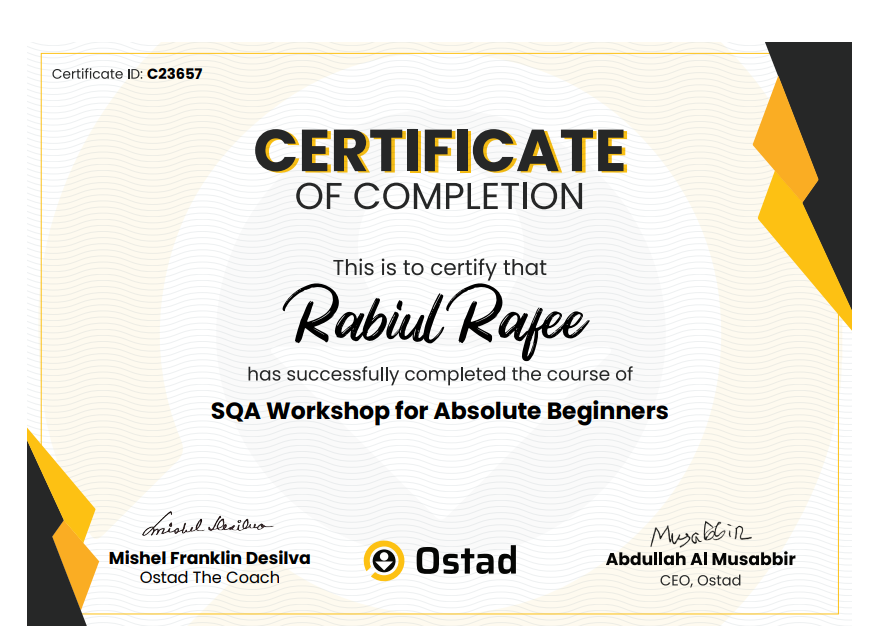 Certificate ID: C23657
CERTIFICATE
OF COMPLETION
This is to certify that
Rabiul Rafee
has successfully completed the course of
SQA Workshop for Absolute Beginners
Mishel Desilva
Musabbir
Mishel Franklin Desilva
Ostad The Coach
Ostad
Abdullah Al Musabbir
CEO, Ostad